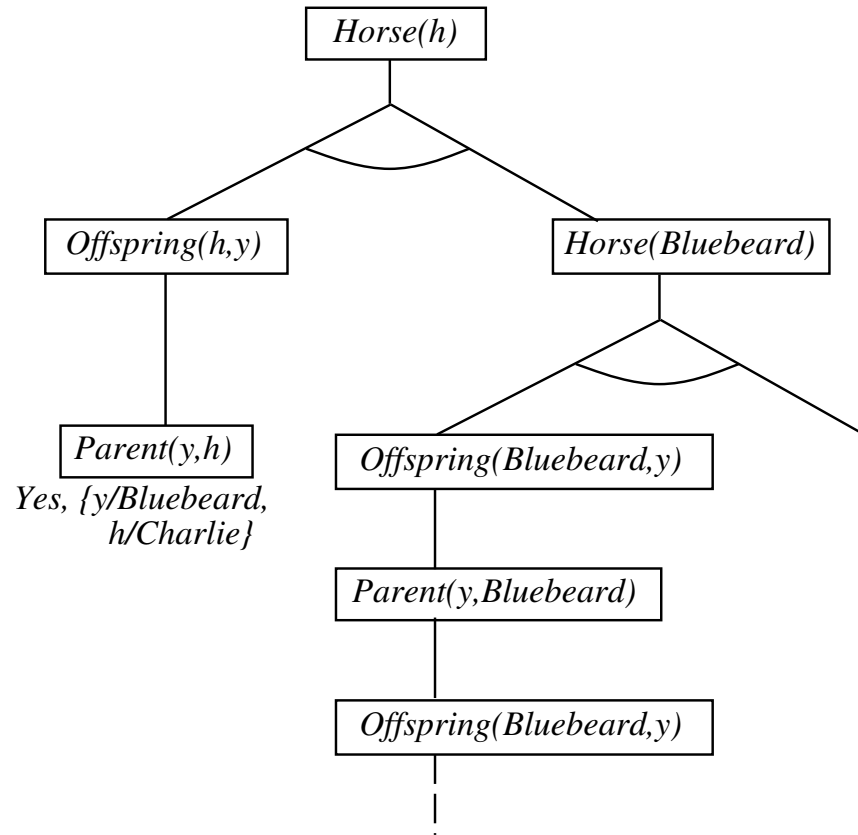 Horse(h)
Offspring(h,y)
Horse(Bluebeard)
Parent(y,h)
Yes, {y/Bluebeard,
h/Charlie}
Offspring(Bluebeard,y)
Parent(y,Bluebeard)
Offspring(Bluebeard,y)